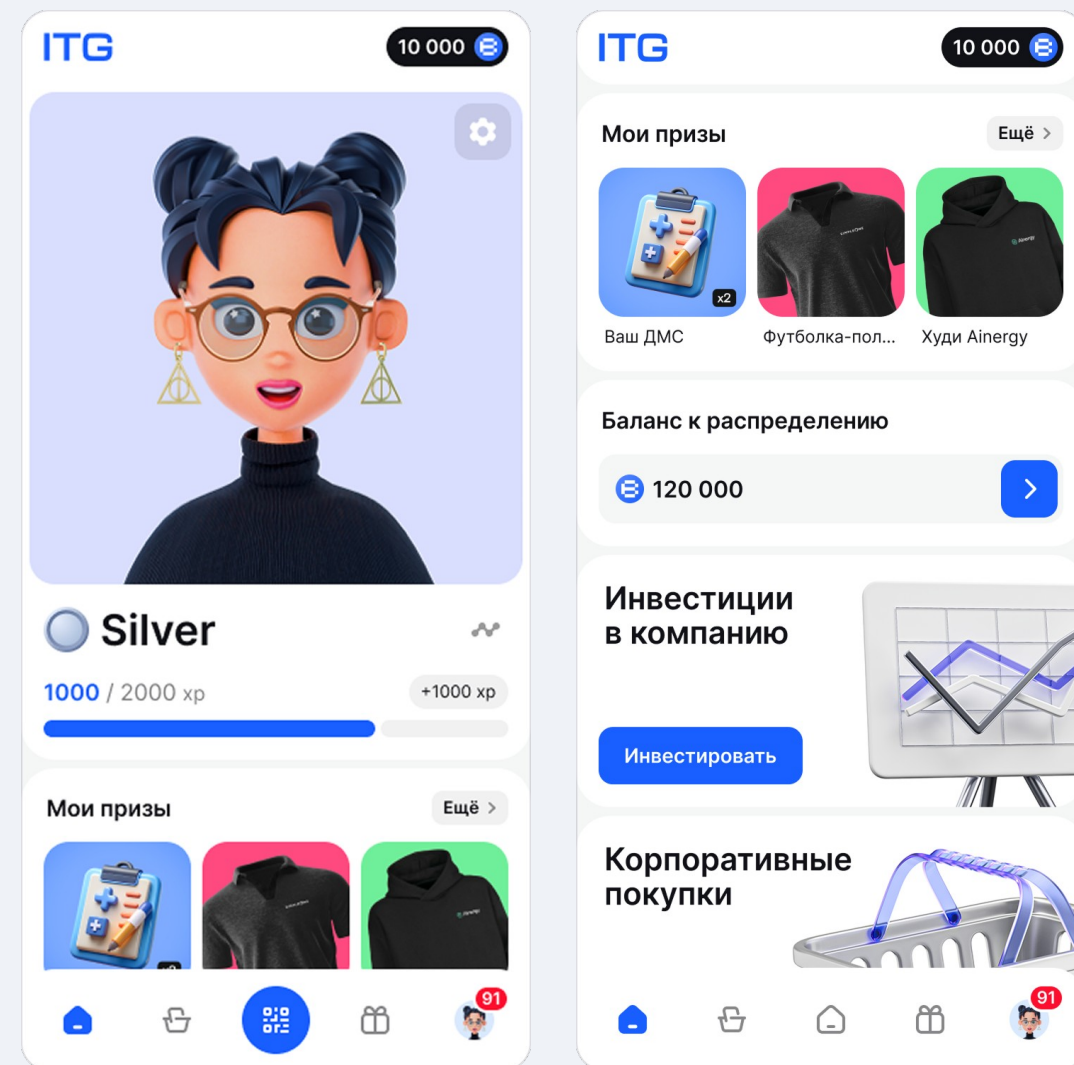 ITG
10 000
Silver
1000 / 2000 xp
+1000 xp
Мои призы
Ещё >
91
ITG
10 000
Мои призы
Ещё >
x2
Ainergy
Ваш ДМС
Футболка-пол...
Худи Ainergy
Баланс к распределению
120 000
Инвестиции
в компанию
Инвестировать
Корпоративные
покупки
91